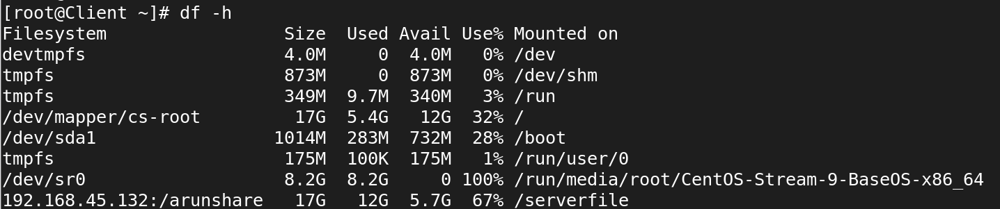 [root@Client ~]# df -h
Filesystem                 Size  Used Avail Use% Mounted on
devtmpfs                   4.0M     0  4.0M   0% /dev
tmpfs                      873M     0  873M   0% /dev/shm
tmpfs                      349M  9.7M  340M   3% /run
/dev/mapper/cs-root         17G  5.4G   12G  32% /
/dev/sda1                 1014M  283M  732M  28% /boot
tmpfs                      175M  100K  175M   1% /run/user/0
/dev/sr0                   8.2G  8.2G     0 100% /run/media/root/CentOS-Stream-9-BaseOS-x86_64
192.168.45.132:/arunshare   17G   12G  5.7G  67% /serverfile